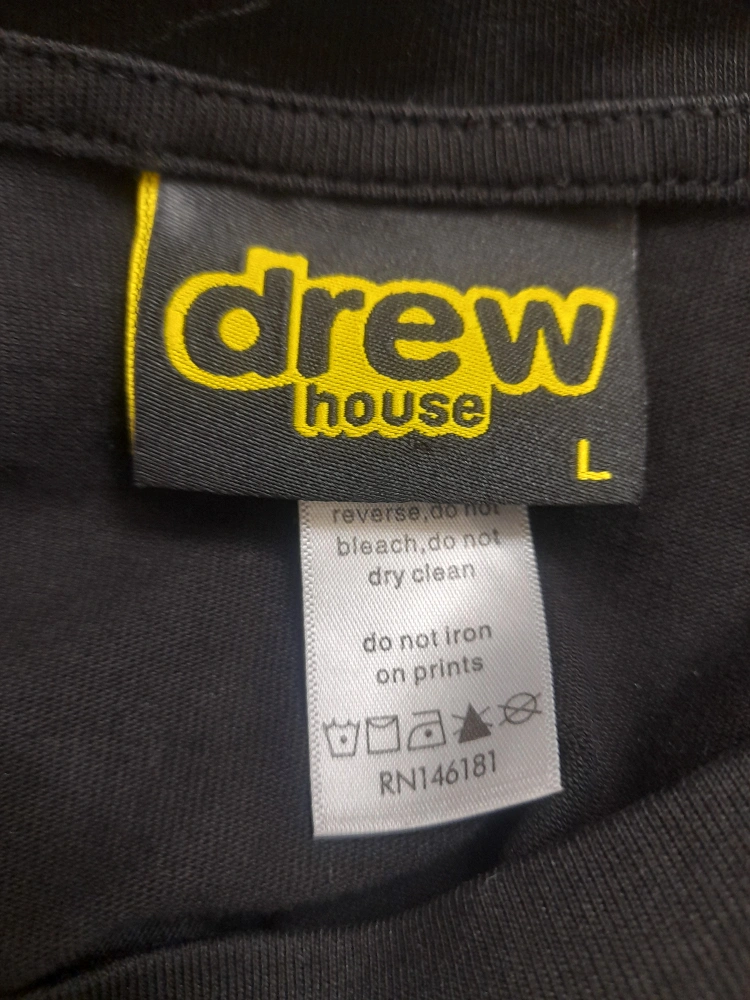 drew
house
L
reverse,do not
bleach,do not
dry clean
do not iron
on prints
RN146181